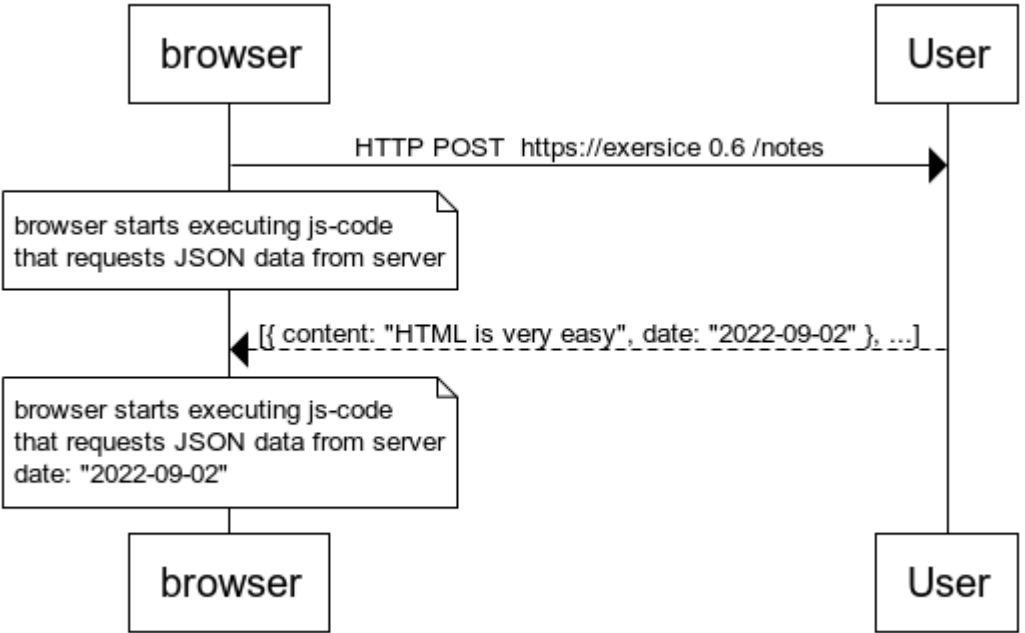 browser
User
HTTP POST  https://exersice 0.6 /notes
browser starts executing js-code
that requests JSON data from server
[{ content: "HTML is very easy", date: "2022-09-02" }, ...]
browser starts executing js-code
that requests JSON data from server
date: "2022-09-02"
browser
User